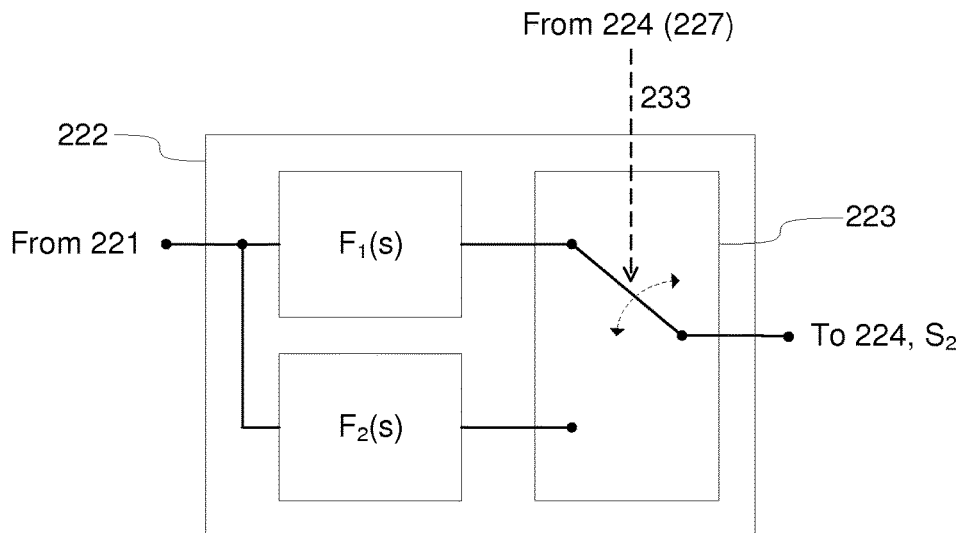 From 224 (227)
233
222
223
From 221
F₁(s)
To 224, S₂
F₂(s)